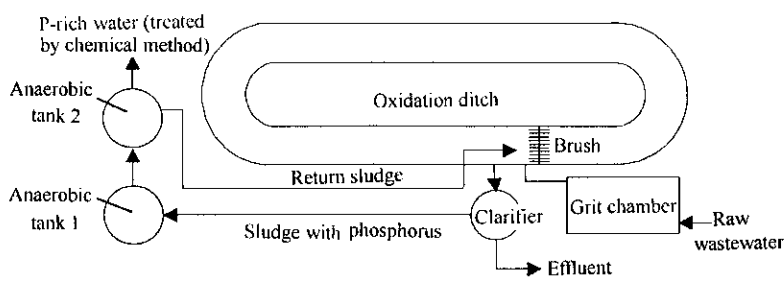 P-rich water (treated
by chemical method)
Anaerobic
tank 2
Oxidation ditch
Brush
Return sludge
Anaerobic
tank 1
Sludge with phosphorus
Clarifier
Grit chamber
Raw
wastewater
Effluent